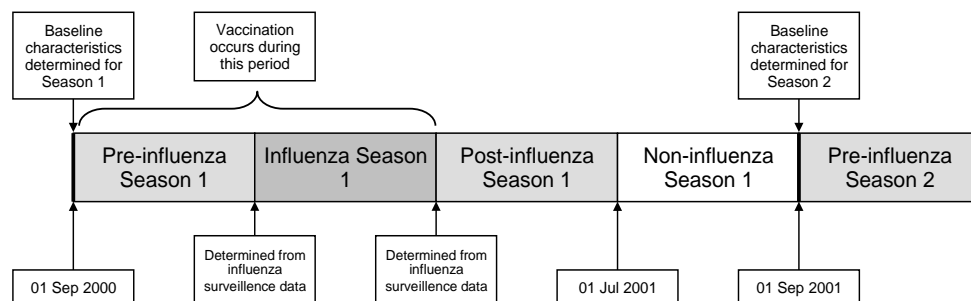 Baseline
characteristics
determined for
Season 1
Vaccination
occurs during
this period
Baseline
characteristics
determined for
Season 2
Pre-influenza
Season 1
Influenza Season
1
Post-influenza
Season 1
Non-influenza
Season 1
Pre-influenza
Season 2
01 Sep 2000
Determined from
influenza
surveillence data
Determined from
influenza
surveillence data
01 Jul 2001
01 Sep 2001